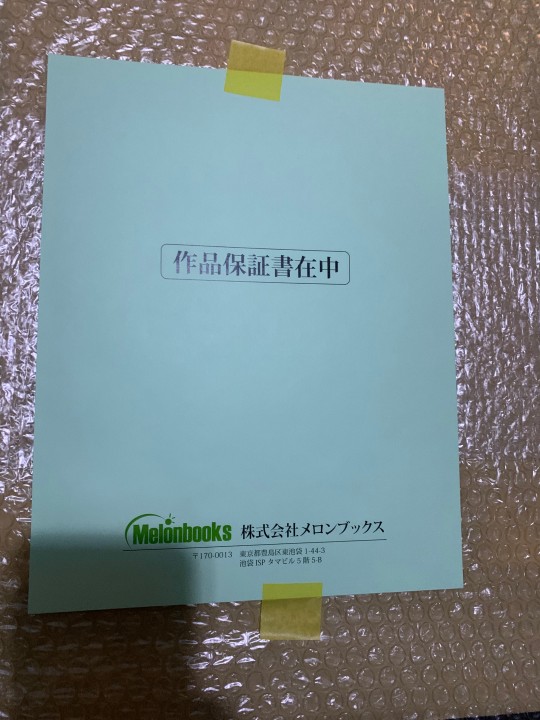 作品保証書在中
Melonbooks 株式会社メロンブックス
〒170-0013 東京都豊島区東池袋 1-44-3
池袋 ISP タマビル 5 階 5-B